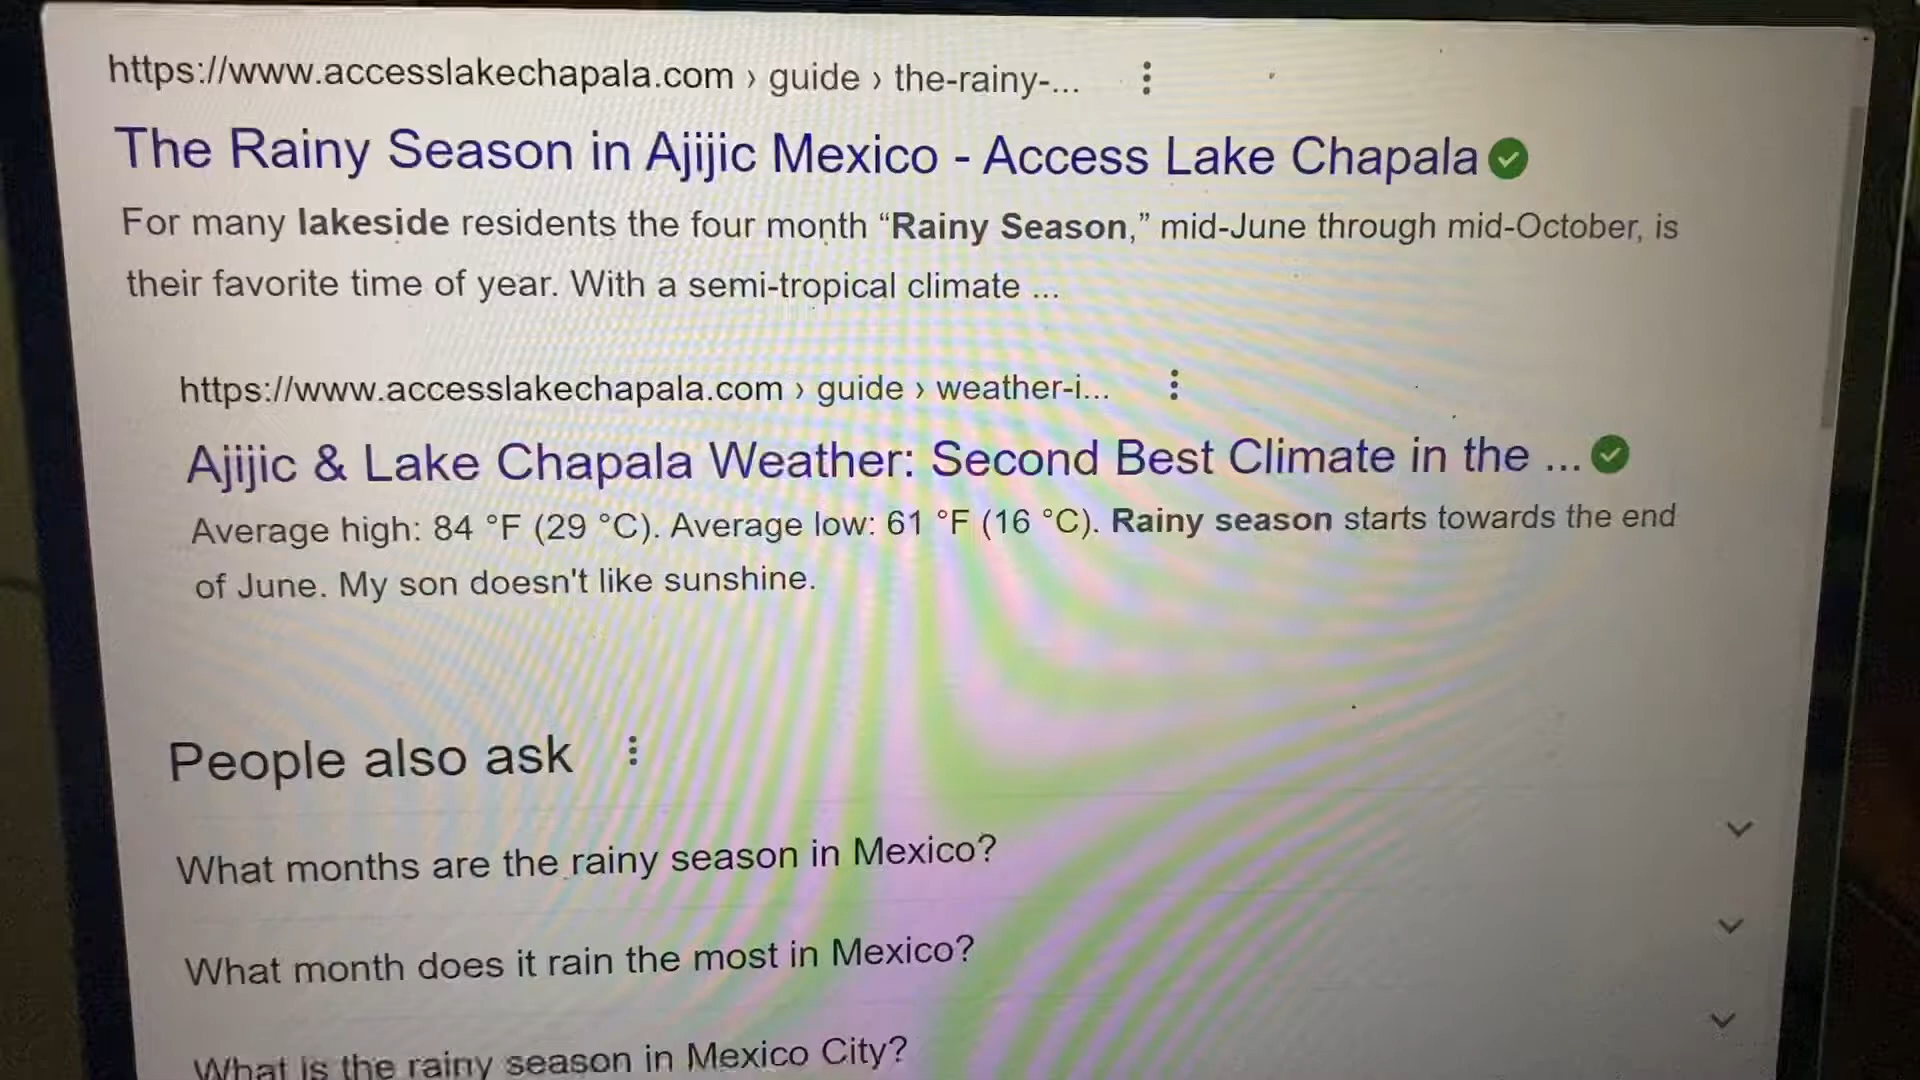 https://www.accesslakechapala.com › guide › the-rainy-...
The Rainy Season in Ajijic Mexico - Access Lake Chapala
For many lakeside residents the four month “Rainy Season,” mid-June through mid-October, is
their favorite time of year. With a semi-tropical climate ...
https://www.accesslakechapala.com › guide › weather-i...
Ajijic & Lake Chapala Weather: Second Best Climate in the ...
Average high: 84 °F (29 °C). Average low: 61 °F (16 °C). Rainy season starts towards the end
of June. My son doesn't like sunshine.
People also ask
What months are the rainy season in Mexico?
What month does it rain the most in Mexico?
What is the rainy season in Mexico City?